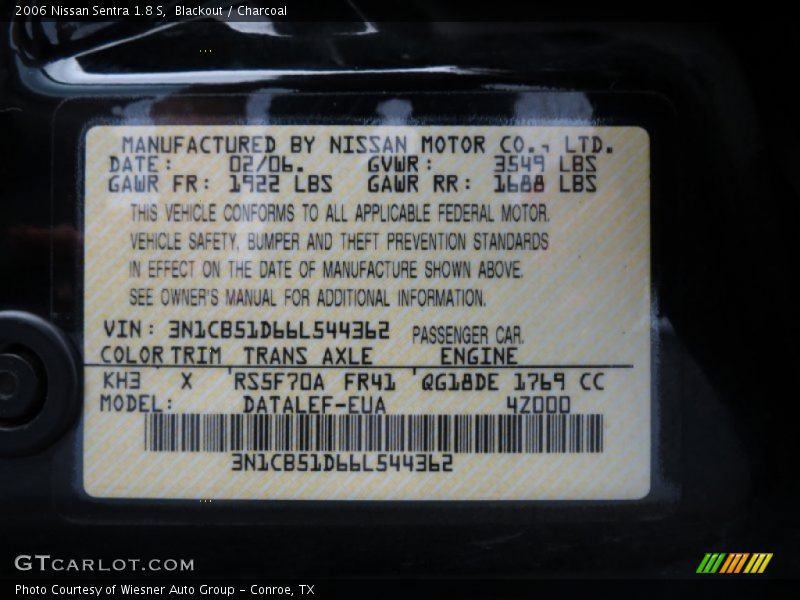 2006 Nissan Sentra 1.8 S, Blackout / Charcoal
MANUFACTURED BY NISSAN MOTOR CO., LTD.
DATE: 02/06. GVWR: 3549 LBS
GAWR FR: 1922 LBS GAWR RR: 1688 LBS
THIS VEHICLE CONFORMS TO ALL APPLICABLE FEDERAL MOTOR.
VEHICLE SAFETY, BUMPER AND THEFT PREVENTION STANDARDS
IN EFFECT ON THE DATE OF MANUFACTURE SHOWN ABOVE.
SEE OWNER'S MANUAL FOR ADDITIONAL INFORMATION.
VIN: 3N1CB51D66L544362 PASSENGER CAR.
COLOR TRIM TRANS AXLE ENGINE
KH3 X RS5F70A FR41 QG18DE 1769 CC
MODEL: DATALEF-EUA 42000
3N1CB51D66L544362
GTCARLOT.COM
Photo Courtesy of Wiesner Auto Group - Conroe, TX